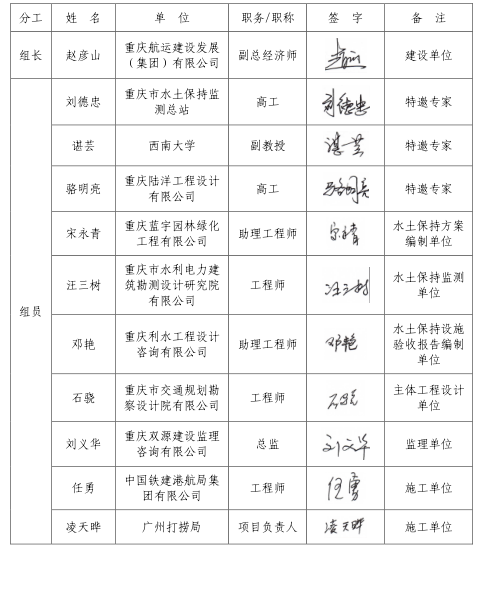 分工 姓 名 单 位 职务/职称 签 字 备 注
组长 赵彦山 重庆航运建设发展 副总经济师 建设单位
（集团）有限公司
组员
刘德忠 重庆市水土保持监 高工 刘德忠 特邀专家
测总站
谌芸 西南大学 副教授 谌芸 特邀专家
骆明亮 重庆陆洋工程设计 高工 骆明亮 特邀专家
有限公司
宋永青 重庆蓝宇园林绿化 助理工程师 水土保持方案
工程有限公司 编制单位
汪三树 重庆市水利电力建 工程师 汪三树 水土保持监测
筑勘测设计研究院 单位
有限公司
邓艳 重庆利水工程设计 助理工程师 邓艳 水土保持设施
咨询有限公司 验收报告编制
单位
石骁 重庆市交通规划勘 工程师 石骁 主体工程设计
察设计院有限公司 单位
刘义华 重庆双源建设监理 总监 刘义华 监理单位
咨询有限公司
任勇 中国铁建港航局集 工程师 任勇 施工单位
团有限公司
凌天晔 广州打捞局 项目负责人 凌天晔 施工单位